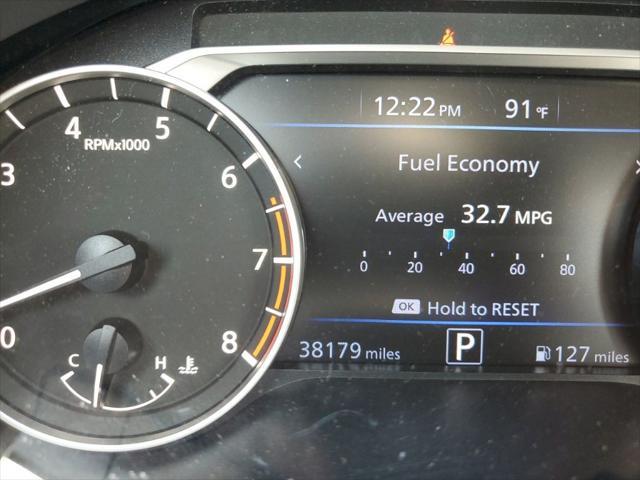 12:22 PM 91 °F
4 5
RPMx1000
3
6
< Fuel Economy >
Average 32.7 MPG
7
0 20 40 60 80
OK Hold to RESET
0
8
C H
38179 miles P 127 miles